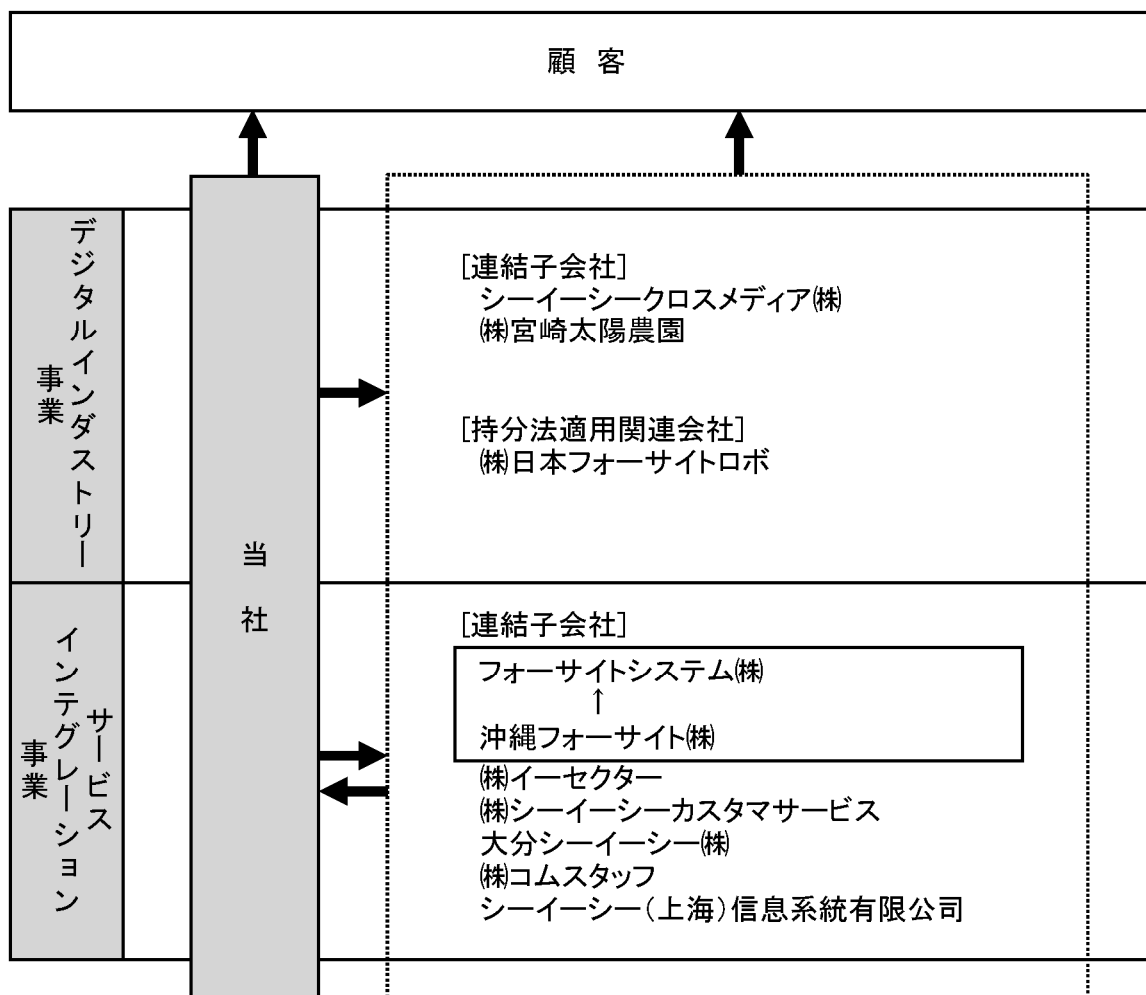 顧 客
デジタルインダストリー
事業
当社
[連結子会社]
シーイーシークロスメディア㈱
㈱宮崎太陽農園
[持分法適用関連会社]
㈱日本フォーサイトロボ
サービス
インテグレーション
事業
[連結子会社]
フォーサイトシステム㈱
↑
沖縄フォーサイト㈱
㈱イーセクター
㈱シーイーシーカスタマサービス
大分シーイーシー㈱
㈱コムスタッフ
シーイーシー(上海)信息系統有限公司